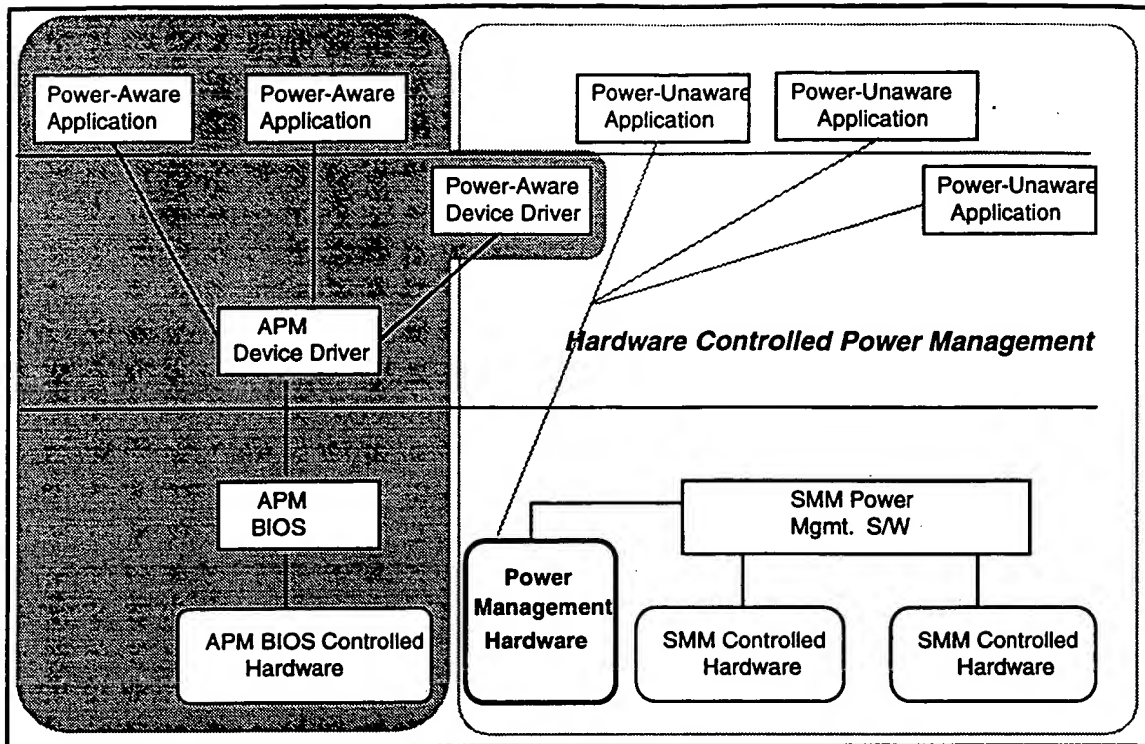 Power-Aware
Application
Power-Aware
Application
Power-Unaware
Application
Power-Unaware
Application
Power-Aware
Device Driver
Power-Unaware
Application
APM
Device Driver
Hardware Controlled Power Management
APM
BIOS
SMM Power
Mgmt. S/W
Power
Management
Hardware
APM BIOS Controlled
Hardware
SMM Controlled
Hardware
SMM Controlled
Hardware